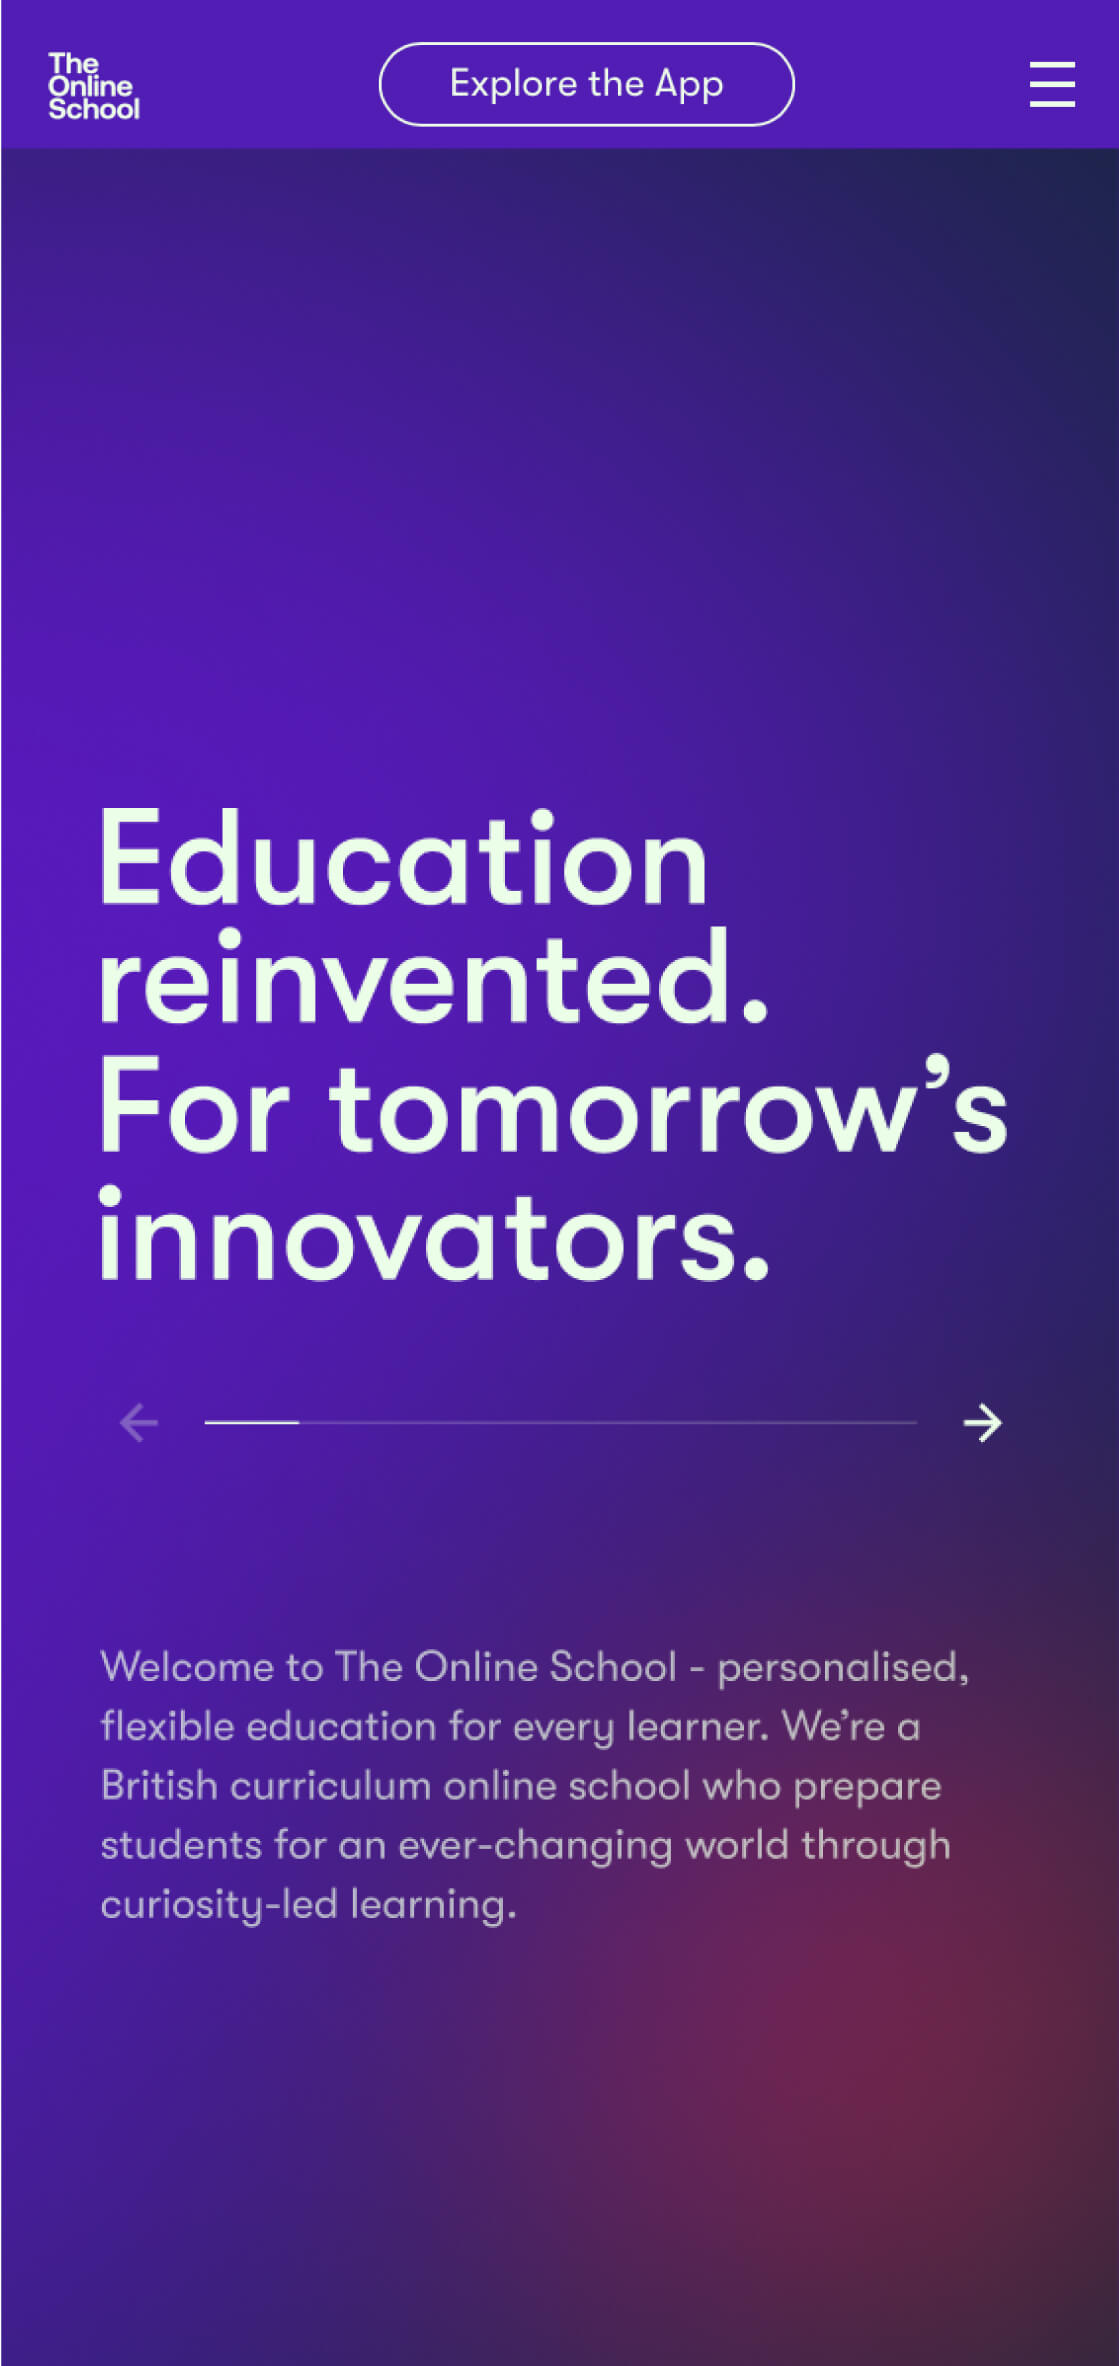 The
Online
School
Explore the App
Education
reinvented.
For tomorrow’s
innovators.
Welcome to The Online School - personalised,
flexible education for every learner. We’re a
British curriculum online school who prepare
students for an ever-changing world through
curiosity-led learning.